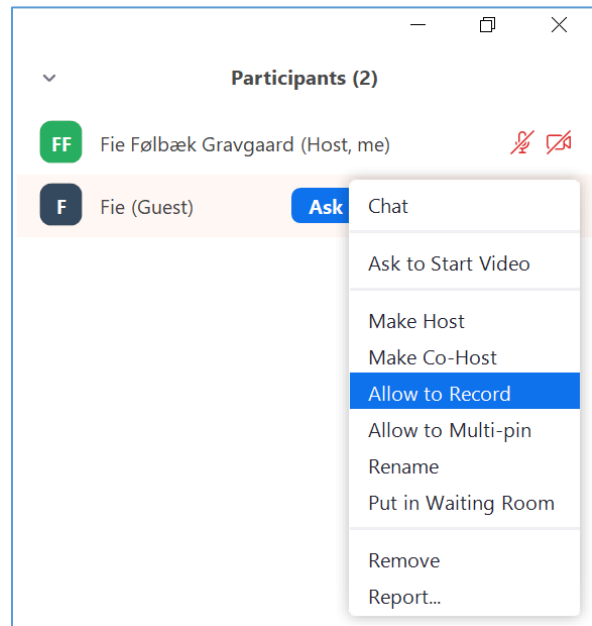 Participants (2)
FF Fie Følbæk Gravgaard (Host, me)
F Fie (Guest) Ask
Chat
Ask to Start Video
Make Host
Make Co-Host
Allow to Record
Allow to Multi-pin
Rename
Put in Waiting Room
Remove
Report...